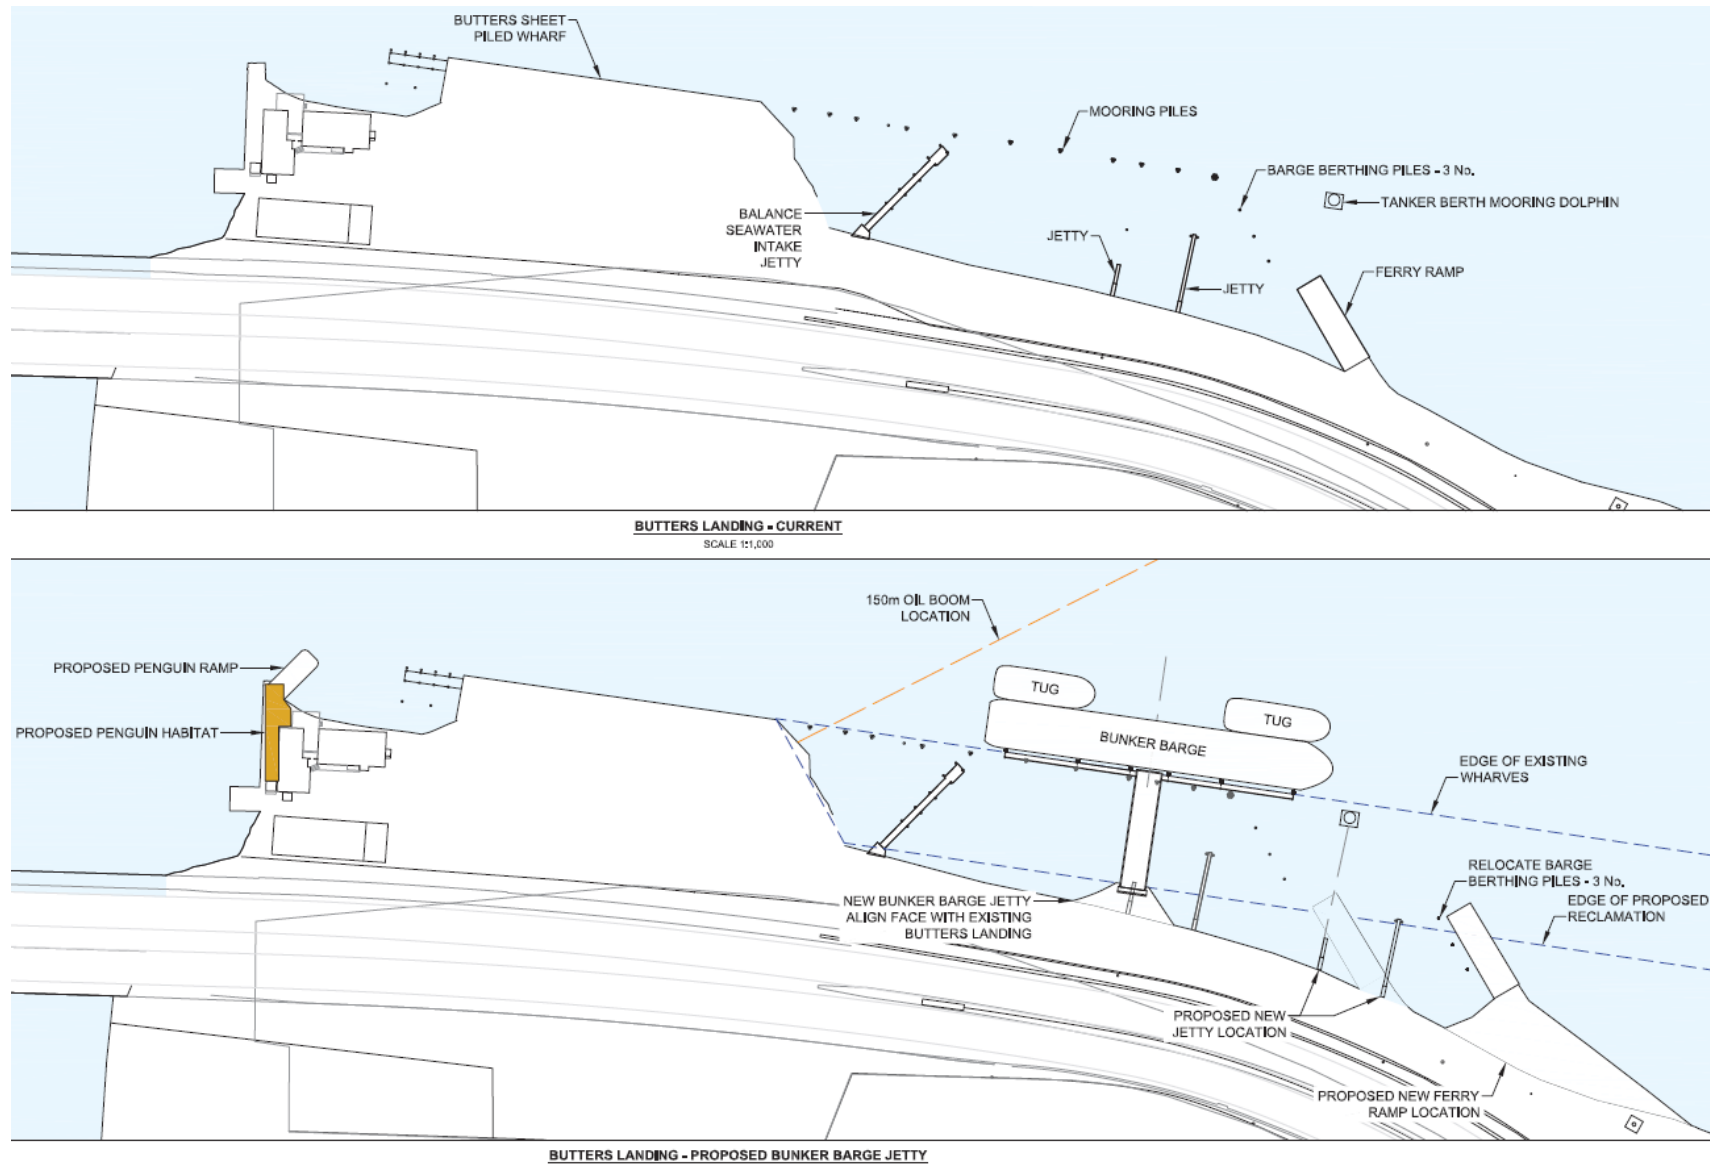 BUTTERS SHEET
PILED WHARF
MOORING PILES
BARGE BERTHING PILES - 3 No.
TANKER BERTH MOORING DOLPHIN
BALANCE
SEAWATER
INTAKE
JETTY
JETTY
JETTY
FERRY RAMP
BUTTERS LANDING - CURRENT
SCALE 1:1,000
150m OIL BOOM
LOCATION
PROPOSED PENGUIN RAMP
PROPOSED PENGUIN HABITAT
TUG
TUG
BUNKER BARGE
EDGE OF EXISTING
WHARVES
RELOCATE BARGE
BERTHING PILES - 3 No.
EDGE OF PROPOSED
RECLAMATION
NEW BUNKER BARGE JETTY
ALIGN FACE WITH EXISTING
BUTTERS LANDING
PROPOSED NEW
JETTY LOCATION
PROPOSED NEW FERRY
RAMP LOCATION
BUTTERS LANDING - PROPOSED BUNKER BARGE JETTY